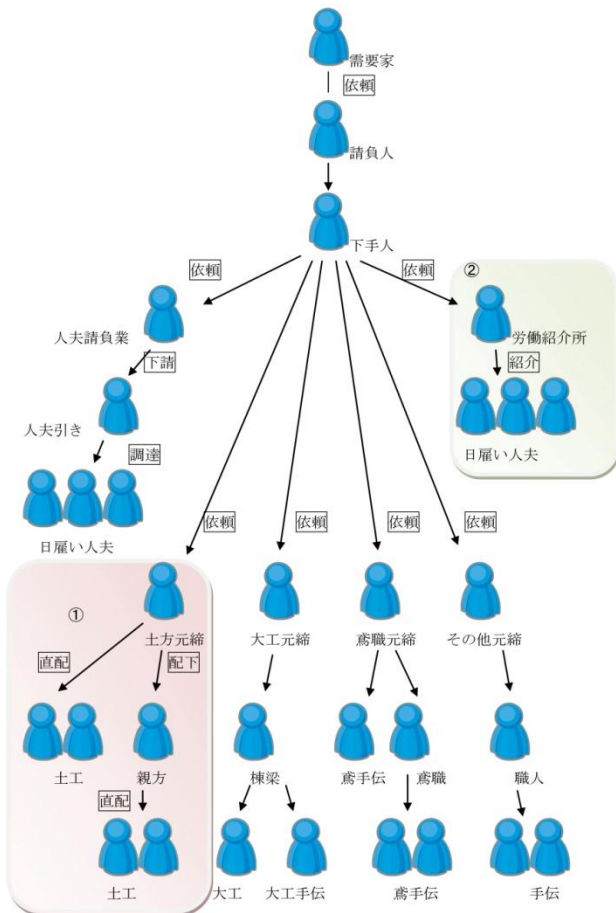 需要家
依頼
請負人
下手人
依頼
依頼
②
人夫請負業
労働紹介所
下請
紹介
人夫引き
日雇い人夫
調達
日雇い人夫
依頼
依頼
依頼
依頼
①
土方元締
大工元締
鳶職元締
その他元締
直配
配下
土工
親方
棟梁
鳶手伝
鳶職
職人
直配
土工
大工
大工手伝
鳶手伝
手伝